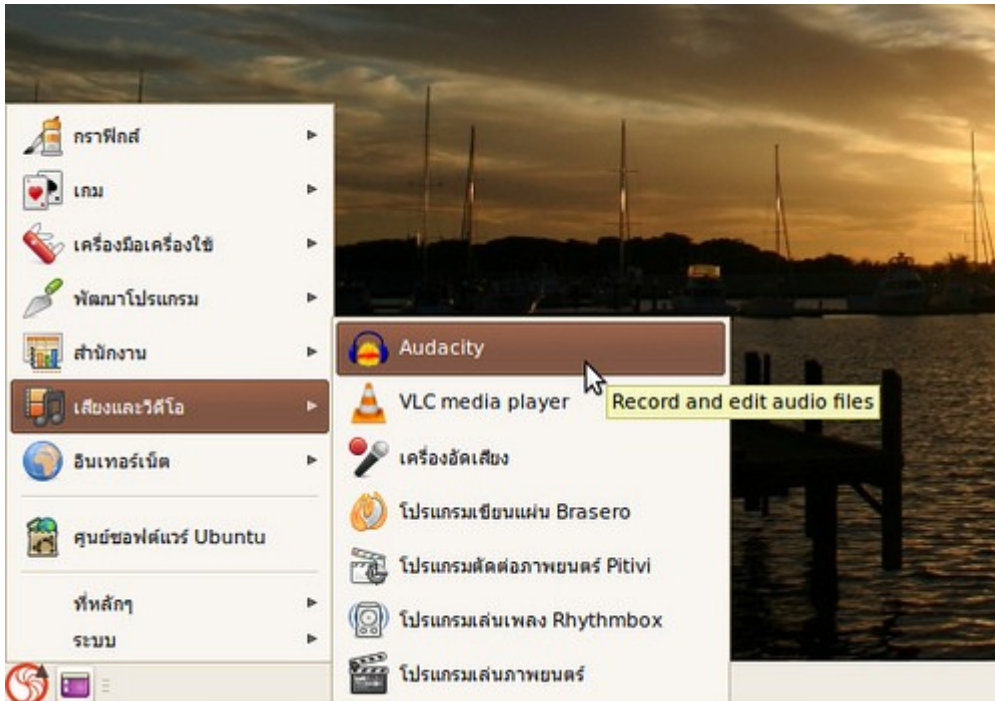 กราฟิกส์
เกม
เครื่องมือเครื่องใช้
พัฒนาโปรแกรม
สำนักงาน
เสียงและวิดีโอ
อินเทอร์เน็ต
ศูนย์ซอฟต์แวร์ Ubuntu
ที่หลักๆ
ระบบ
Audacity
VLC media player
Record and edit audio files
เครื่องอัดเสียง
โปรแกรมเขียนแผ่น Brasero
โปรแกรมตัดต่อภาพยนตร์ Pitivi
โปรแกรมเล่นเพลง Rhythmbox
โปรแกรมเล่นภาพยนตร์